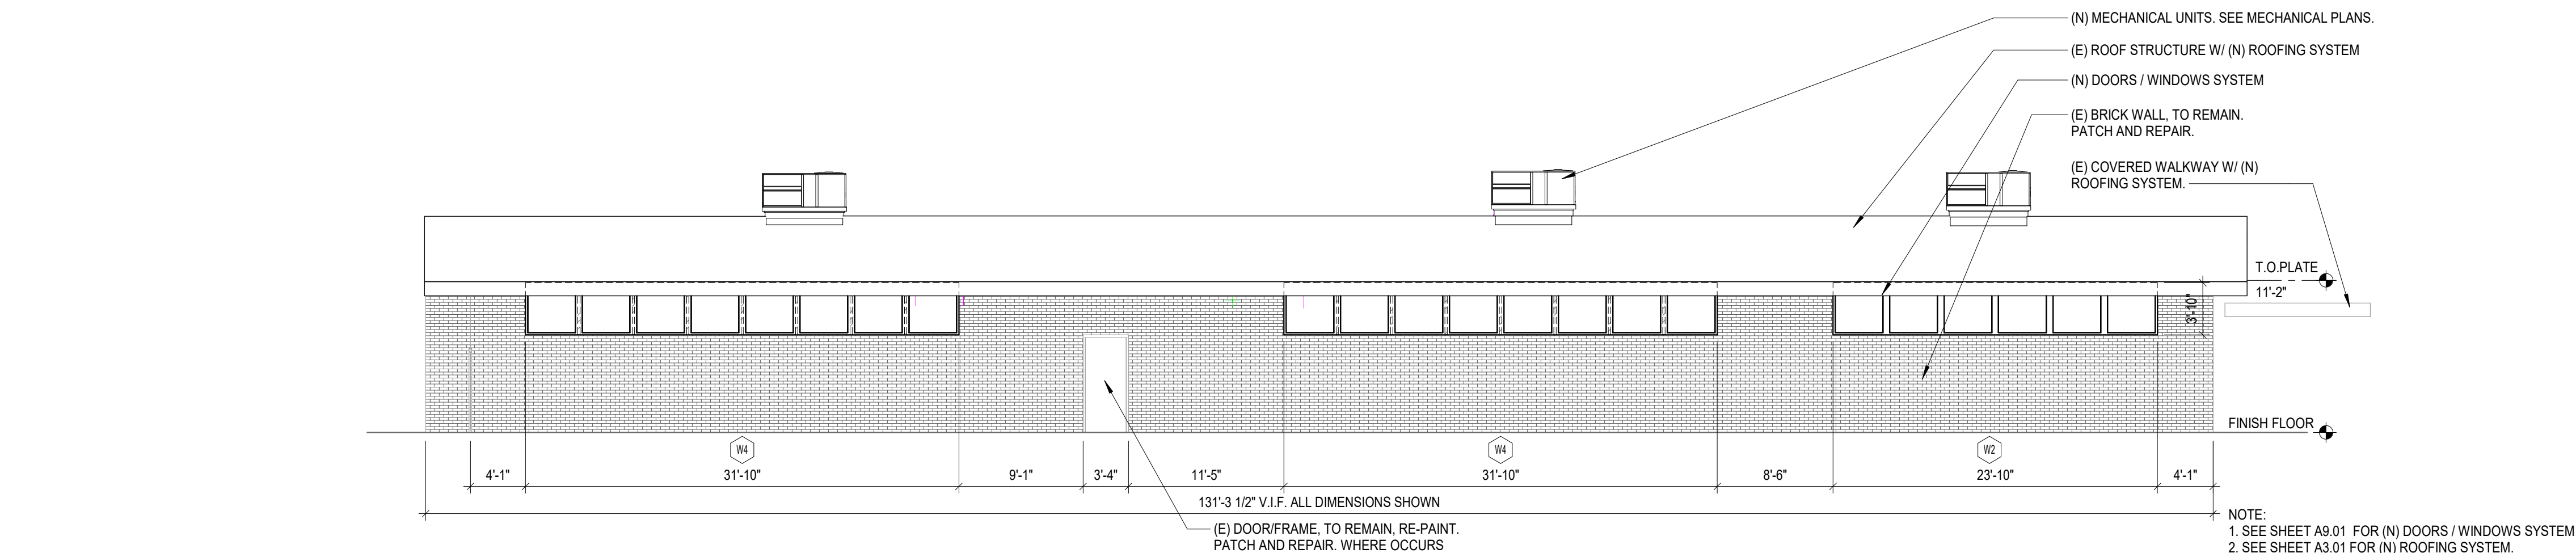 (N) MECHANICAL UNITS. SEE MECHANICAL PLANS.
(E) ROOF STRUCTURE W/ (N) ROOFING SYSTEM
(N) DOORS / WINDOWS SYSTEM
(E) BRICK WALL, TO REMAIN.
PATCH AND REPAIR.
(E) COVERED WALKWAY W/ (N)
ROOFING SYSTEM.
T.O.PLATE
11'-2"
3'-10"
FINISH FLOOR
W4
W4
W2
4'-1"
31'-10"
9'-1"
3'-4"
11'-5"
31'-10"
8'-6"
23'-10"
4'-1"
131'-3 1/2" V.I.F. ALL DIMENSIONS SHOWN
(E) DOOR/FRAME, TO REMAIN, RE-PAINT.
PATCH AND REPAIR. WHERE OCCURS
NOTE:
1. SEE SHEET A9.01 FOR (N) DOORS / WINDOWS SYSTEM
2. SEE SHEET A3.01 FOR (N) ROOFING SYSTEM.